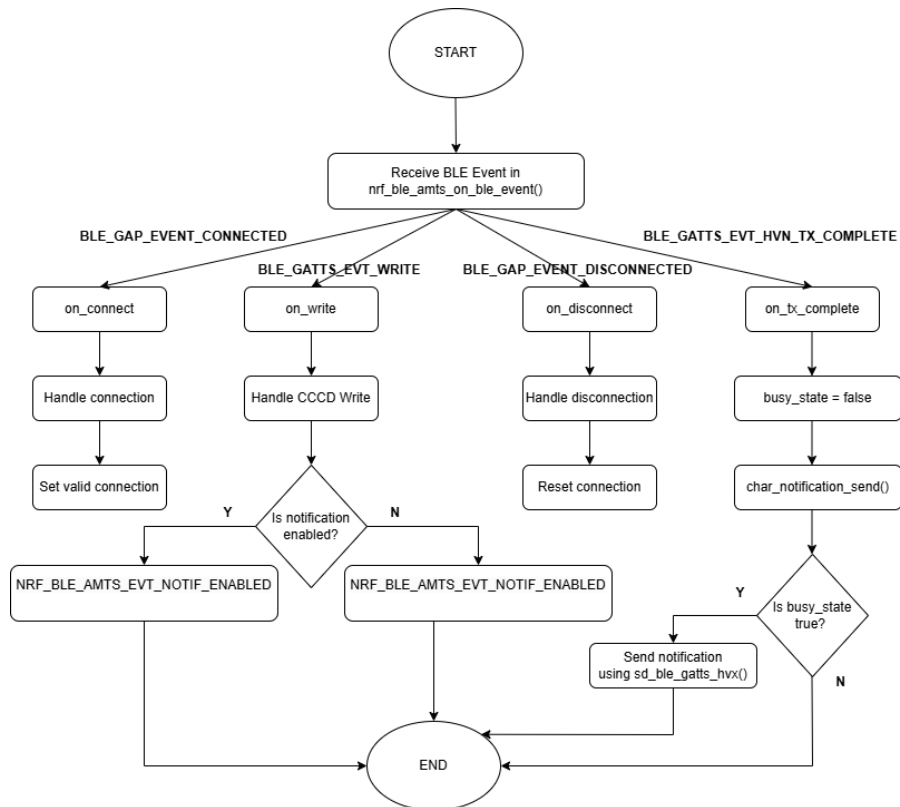 START
Receive BLE Event in
nrf_ble_amts_on_ble_event()
BLE_GAP_EVENT_CONNECTED
BLE_GATTS_EVT_HVN_TX_COMPLETE
BLE_GATTS_EVT_WRITE
BLE_GAP_EVENT_DISCONNECTED
on_connect
on_write
on_disconnect
on_tx_complete
Handle connection
Handle CCCD Write
Handle disconnection
busy_state = false
Set valid connection
Reset connection
char_notification_send()
Y
Is notification
enabled?
N
NRF_BLE_AMTS_EVT_NOTIF_ENABLED
NRF_BLE_AMTS_EVT_NOTIF_ENABLED
Y
Is busy_state
true?
N
Send notification
using sd_ble_gatts_hvx()
END